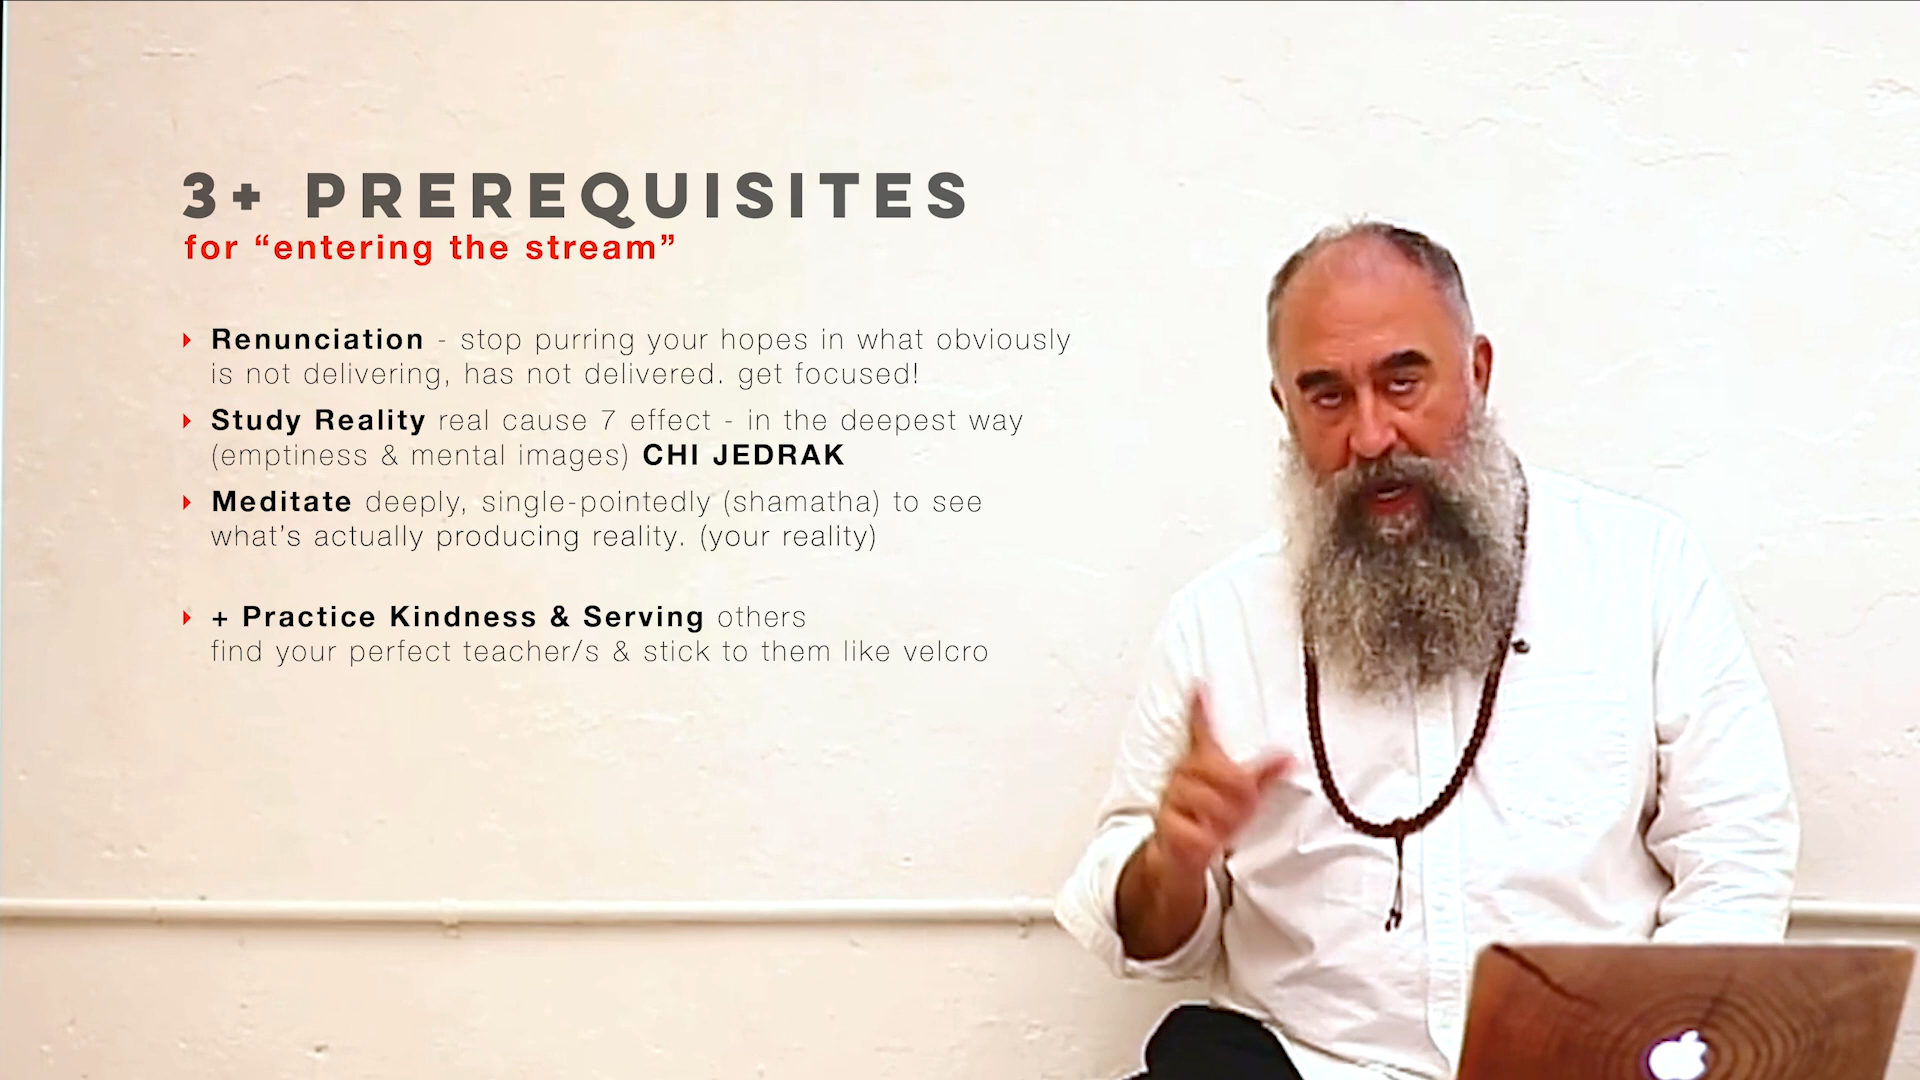 3+ PREREQUISITES
for “entering the stream”
Renunciation - stop purring your hopes in what obviously
is not delivering, has not delivered. get focused!
Study Reality real cause 7 effect - in the deepest way
(emptiness & mental images) CHI JEDRAK
Meditate deeply, single-pointedly (shamatha) to see
what’s actually producing reality. (your reality)
+ Practice Kindness & Serving others
find your perfect teacher/s & stick to them like velcro